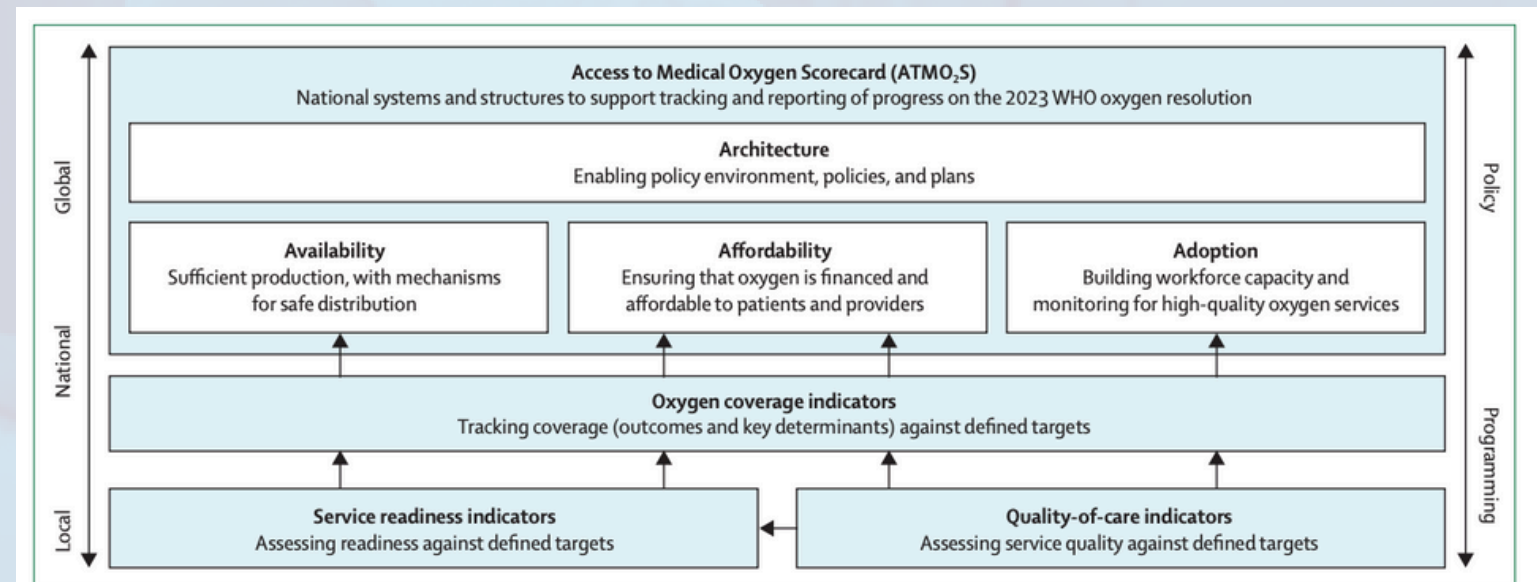 Access to Medical Oxygen Scorecard (ATMO₂S)
National systems and structures to support tracking and reporting of progress on the 2023 WHO oxygen resolution
Architecture
Enabling policy environment, policies, and plans
Availability
Sufficient production, with mechanisms
for safe distribution
Affordability
Ensuring that oxygen is financed and
affordable to patients and providers
Adoption
Building workforce capacity and
monitoring for high-quality oxygen services
Oxygen coverage indicators
Tracking coverage (outcomes and key determinants) against defined targets
Service readiness indicators
Assessing readiness against defined targets
Quality-of-care indicators
Assessing service quality against defined targets
Global
National
Local
Policy
Programming